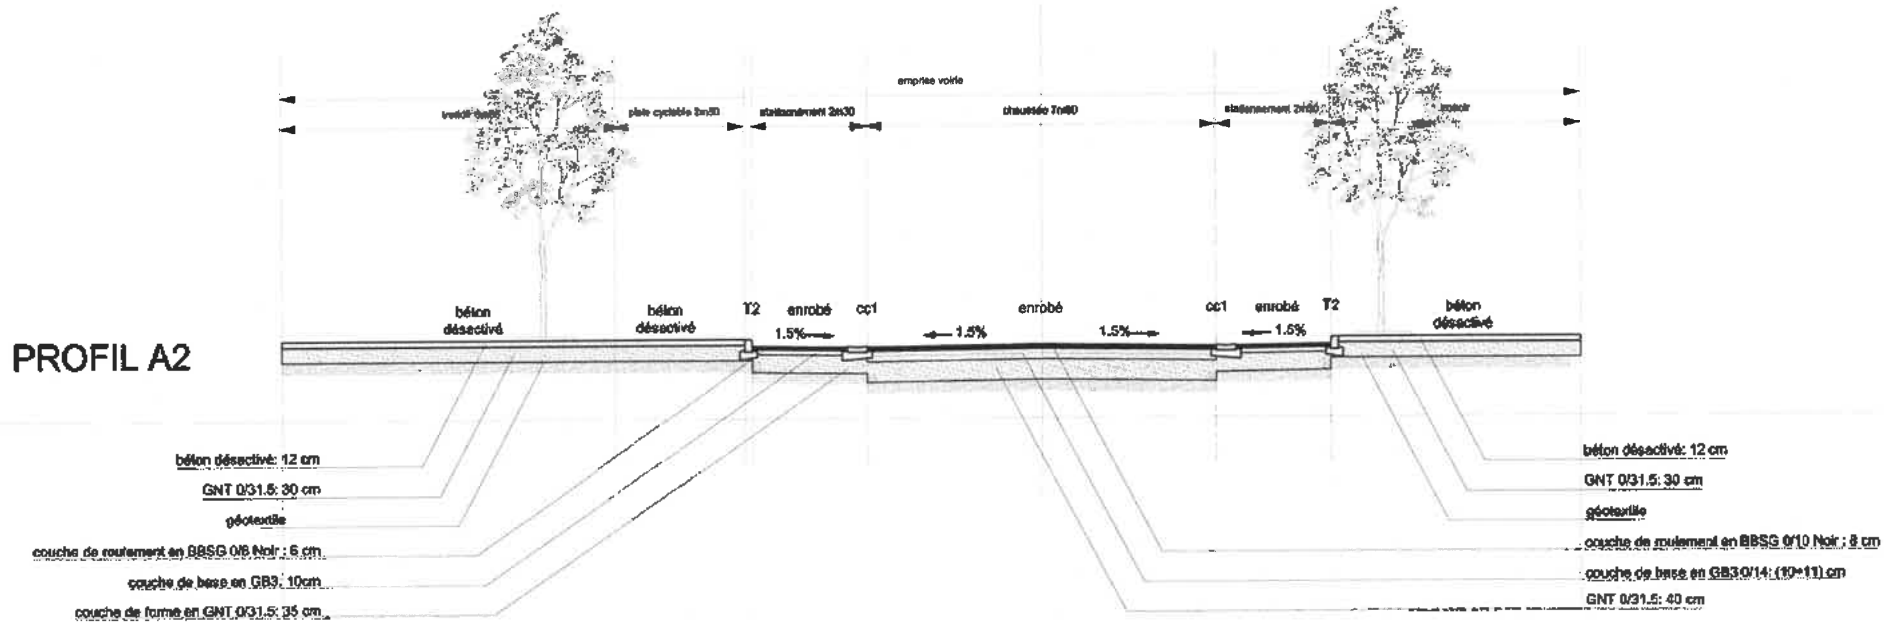 emprise voirie
trottoir
piste cyclable 2m50
stationnement 2m30
chaussée 7m60
stationnement
trottoir
béton
désactivé
béton
désactivé
T2
enrobé
cc1
enrobé
cc1
enrobé
T2
béton
désactivé
1.5%
1.5%
1.5%
1.5%
PROFIL A2
béton désactivé: 12 cm
GNT 0/31.5: 30 cm
géotextile
couche de roulement en BBSG 0/6 Noir : 6 cm
couche de base en GB3: 10cm
couche de forme en GNT 0/31.5: 35 cm
béton désactivé: 12 cm
GNT 0/31.5: 30 cm
géotextile
couche de roulement en BBSG 0/10 Noir : 8 cm
couche de base en GB3 0/14: (10+11) cm
GNT 0/31.5: 40 cm